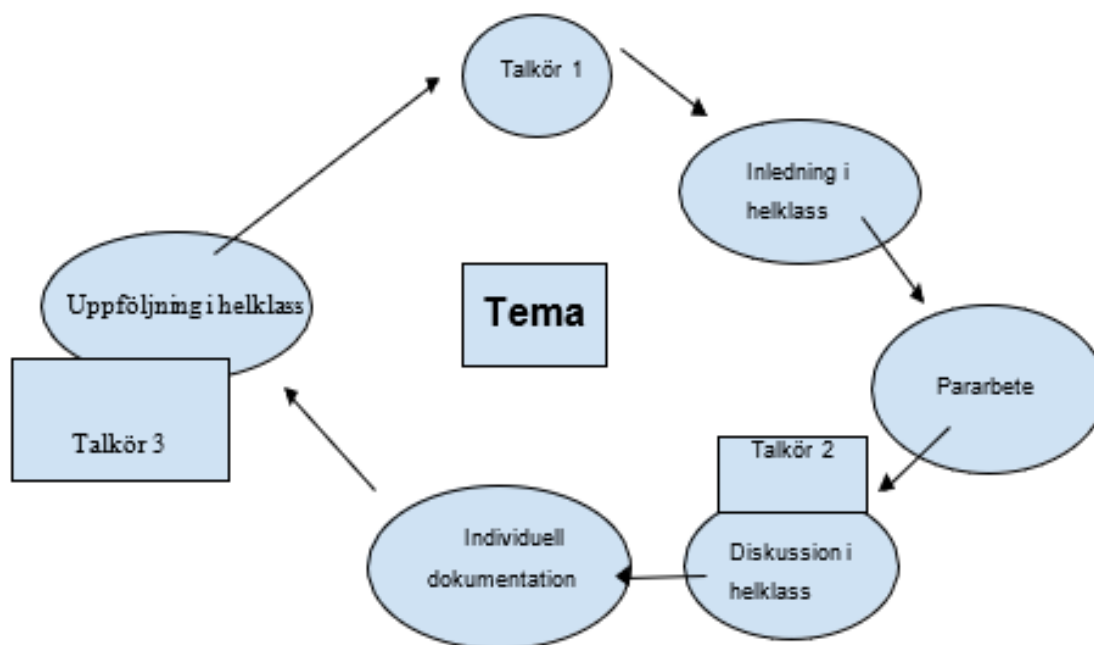 Talkör 1
Inledning i
helklass
Pararbete
Talkör 2
Diskussion i
helklass
Individuell
dokumentation
Uppföljning i helklass
Talkör 3
Tema